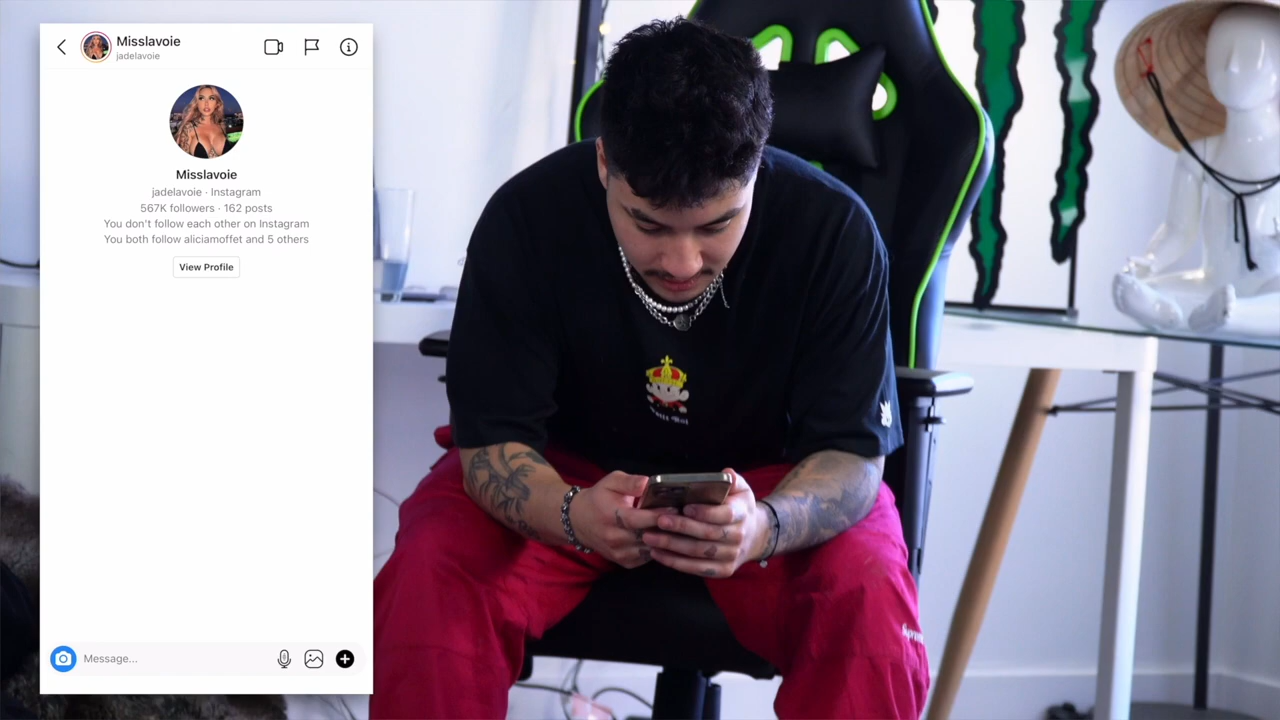 Misslavoie
jadelavoie
Misslavoie
jadelavoie · Instagram
567K followers · 162 posts
You don't follow each other on Instagram
You both follow aliciamoffet and 5 others
View Profile
Message...